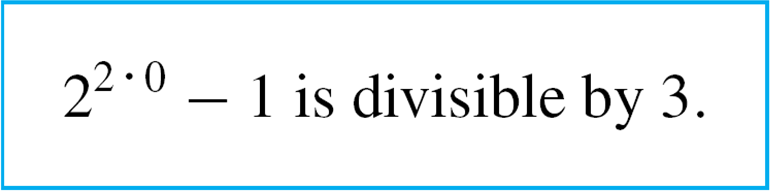 2^{2·0} − 1 is divisible by 3.